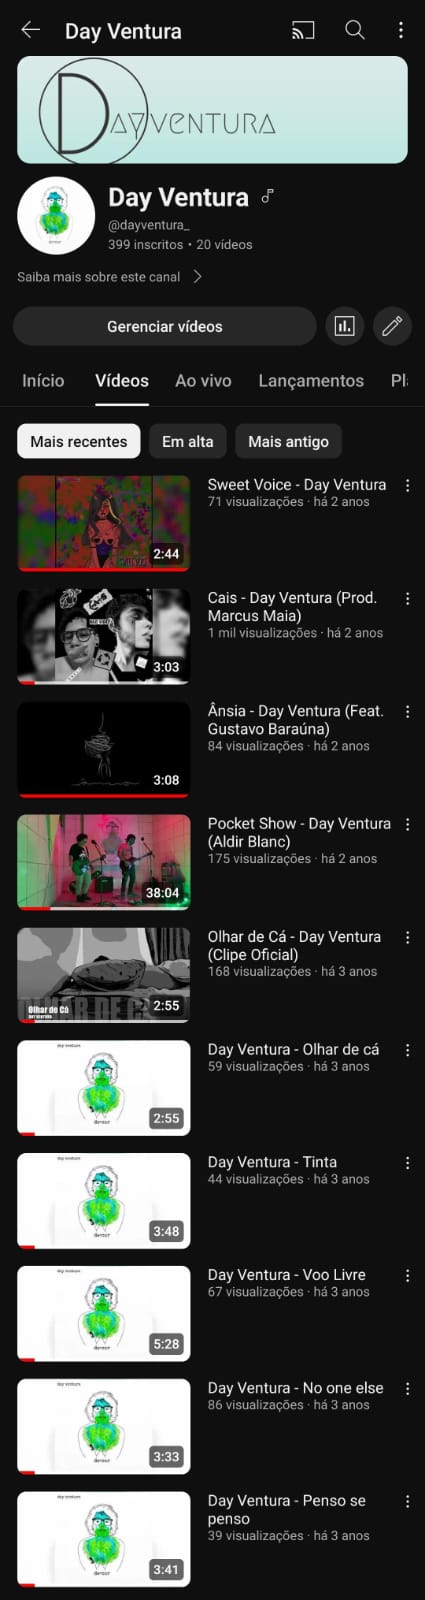 Day Ventura
DAYVENTURA
Day Ventura
@dayventura_
399 inscritos • 20 vídeos
Saiba mais sobre este canal
Gerenciar vídeos
Início Vídeos Ao vivo Lançamentos Pl
Mais recentes Em alta Mais antigo
Sweet Voice - Day Ventura
71 visualizações · há 2 anos
2:44
Cais - Day Ventura (Prod.
Marcus Maia)
1 mil visualizações · há 2 anos
3:03
Ânsia - Day Ventura (Feat.
Gustavo Baraúna)
84 visualizações · há 2 anos
3:08
Pocket Show - Day Ventura
(Aldir Blanc)
175 visualizações · há 2 anos
38:04
Olhar de Cá - Day Ventura
(Clipe Oficial)
168 visualizações · há 3 anos
2:55
Olhar de Cá
DAY VENTURA
OLHAR DE CÁ
day ventura
Day Ventura - Olhar de cá
59 visualizações · há 3 anos
2:55
day ventura
Day Ventura - Tinta
44 visualizações · há 3 anos
3:48
day ventura
Day Ventura - Voo Livre
67 visualizações · há 3 anos
5:28
day ventura
Day Ventura - No one else
86 visualizações · há 3 anos
3:33
day ventura
Day Ventura - Penso se
penso
39 visualizações · há 3 anos
3:41